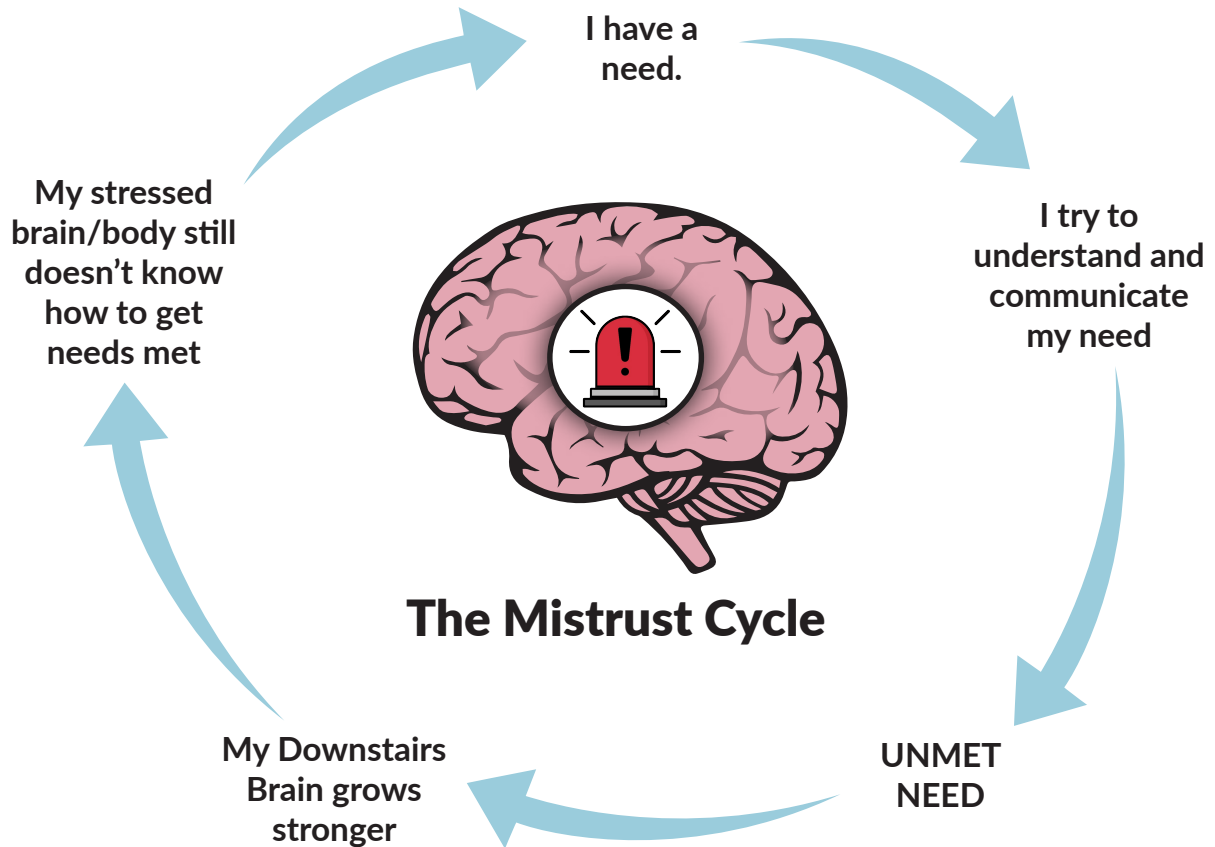 I have a
need.
I try to
understand and
communicate
my need
UNMET
NEED
My Downstairs
Brain grows
stronger
My stressed
brain/body still
doesn’t know
how to get
needs met
!
The Mistrust Cycle